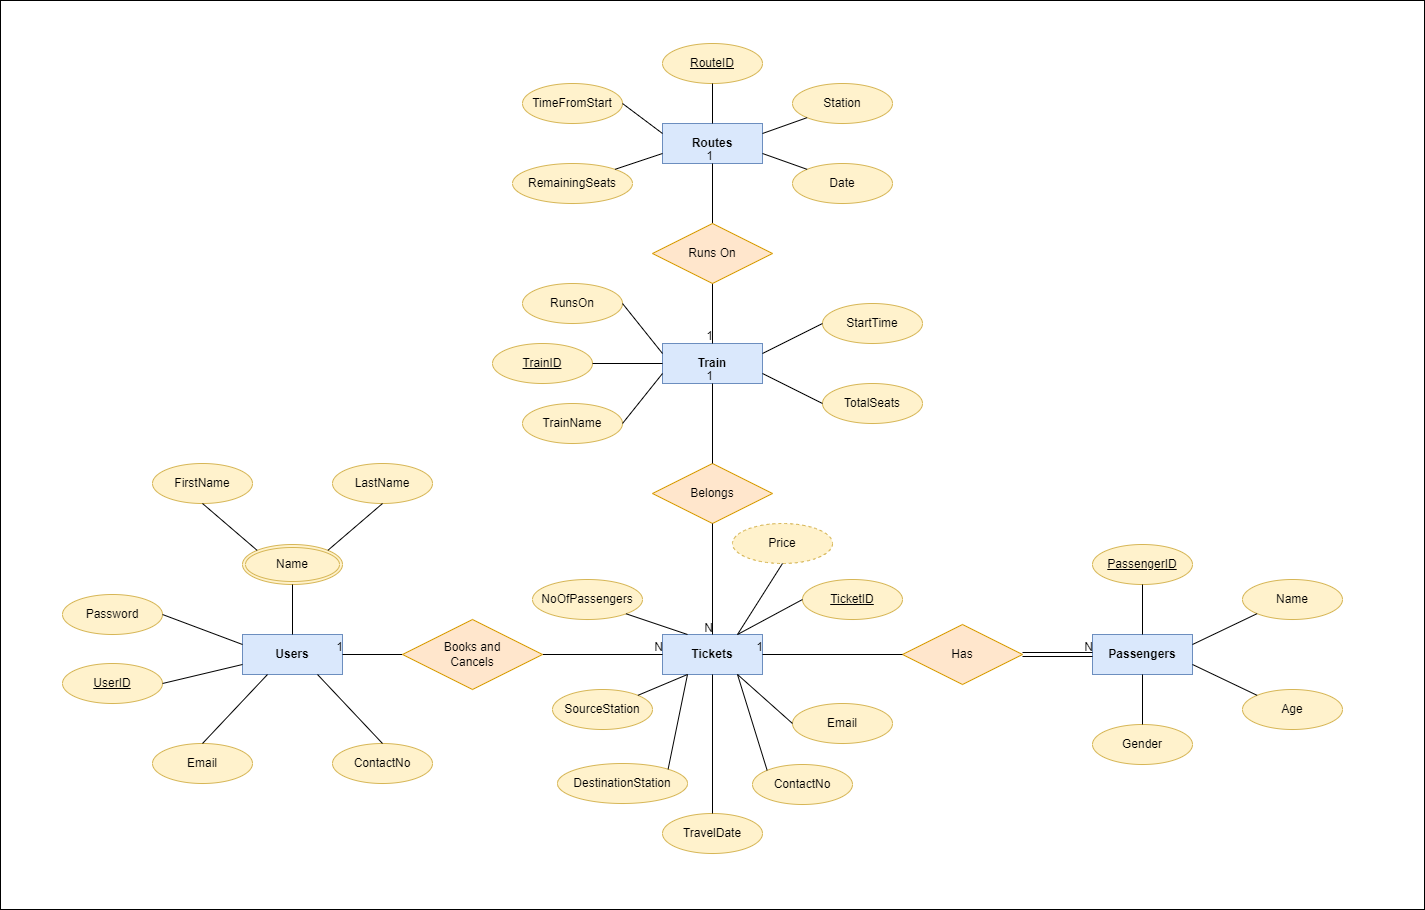 RouteID
TimeFromStart
Station
Routes
1
RemainingSeats
Date
Runs On
RunsOn
StartTime
1
TrainID
Train
1
TrainName
TotalSeats
FirstName
LastName
Belongs
Price
Name
PassengerID
NoOfPassengers
TicketID
Name
Password
N
Users
1
Books and
Cancels
N
Tickets
1
Has
N
Passengers
UserID
SourceStation
Email
Age
Gender
Email
ContactNo
DestinationStation
ContactNo
TravelDate